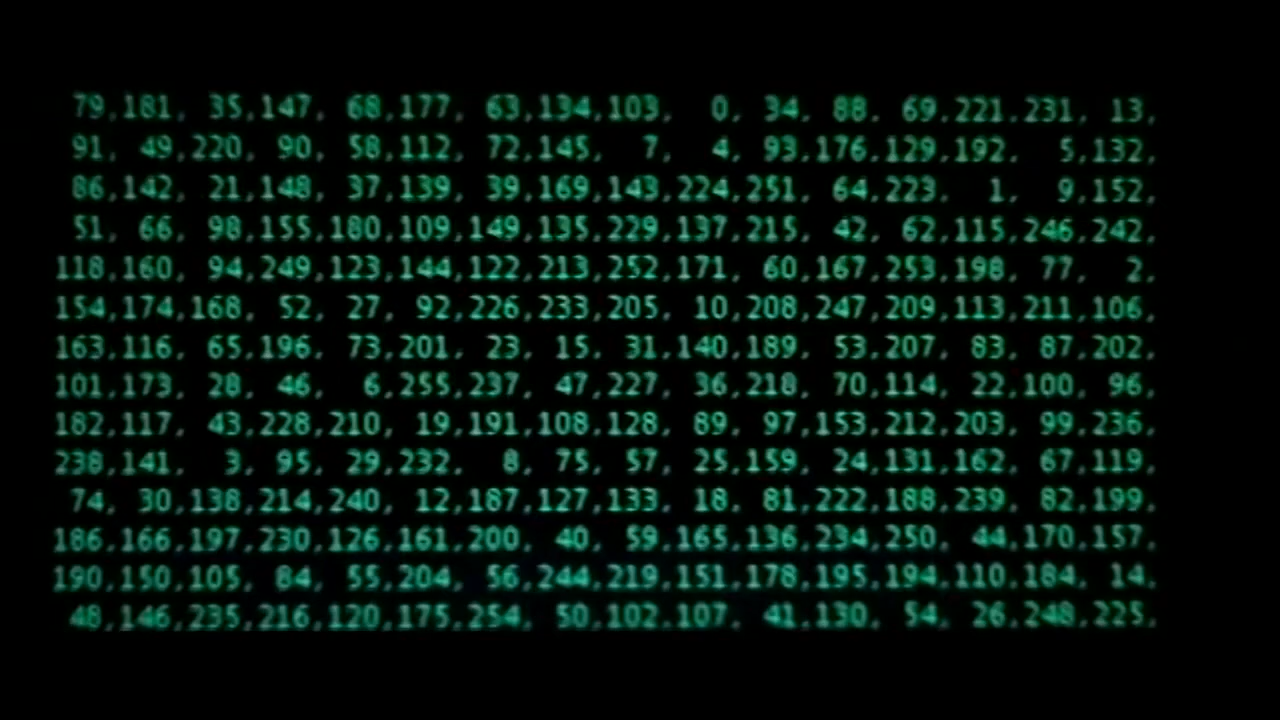 79,181, 35,147, 68,177, 63,134,103,  0, 34, 88, 69,221,231, 13,
91, 49,220, 90, 58,112, 72,145,  7,  4, 93,176,129,192,  5,132,
86,142, 21,148, 37,139, 39,169,143,224,251, 64,223,  1,  9,152,
51, 66, 98,155,180,109,149,135,229,137,215, 42, 62,115,246,242,
118,160, 94,249,123,144,122,213,252,171, 60,167,253,198, 77,  2,
154,174,168, 52, 27, 92,226,233,205, 10,208,247,209,113,211,106,
163,116, 65,196, 73,201, 23, 15, 31,140,189, 53,207, 83, 87,202,
101,173, 28, 46,  6,255,237, 47,227, 36,218, 70,114, 22,100, 96,
182,117, 43,228,210, 19,191,108,128, 89, 97,153,212,203, 99,236,
238,141,  3, 95, 29,232,  8, 75, 57, 25,159, 24,131,162, 67,119,
74, 30,138,214,240, 12,187,127,133, 18, 81,222,188,239, 82,199,
186,166,197,230,126,161,200, 40, 59,165,136,234,250, 44,170,157,
190,150,105, 84, 55,204, 56,244,219,151,178,195,194,110,184, 14,
48,146,235,216,120,175,254, 50,102,107, 41,130, 54, 26,248,225,